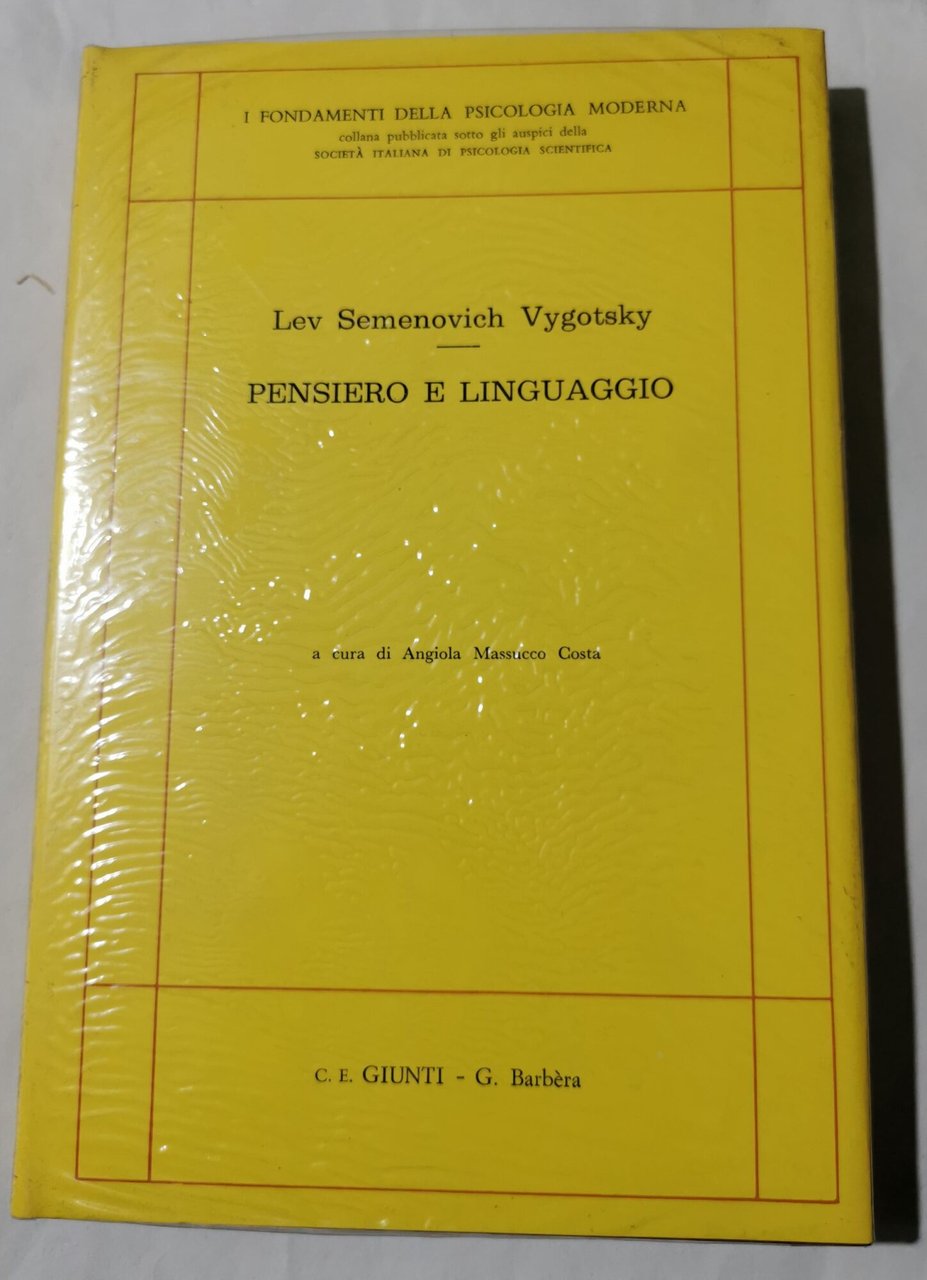 I FONDAMENTI DELLA PSICOLOGIA MODERNA
collana pubblicata sotto gli auspici della
SOCIETÀ ITALIANA DI PSICOLOGIA SCIENTIFICA
Lev Semenovich Vygotsky
PENSIERO E LINGUAGGIO
a cura di Angiola Massucco Costa
C. E. GIUNTI - G. Barbèra